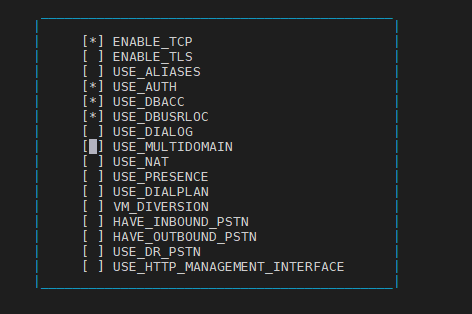 [*] ENABLE_TCP
[ ] ENABLE_TLS
[ ] USE_ALIASES
[*] USE_AUTH
[*] USE_DBACC
[*] USE_DBUSRLOC
[ ] USE_DIALOG
[ ] USE_MULTIDOMAIN
[ ] USE_NAT
[ ] USE_PRESENCE
[ ] USE_DIALPLAN
[ ] VM_DIVERSION
[ ] HAVE_INBOUND_PSTN
[ ] HAVE_OUTBOUND_PSTN
[ ] USE_DR_PSTN
[ ] USE_HTTP_MANAGEMENT_INTERFACE